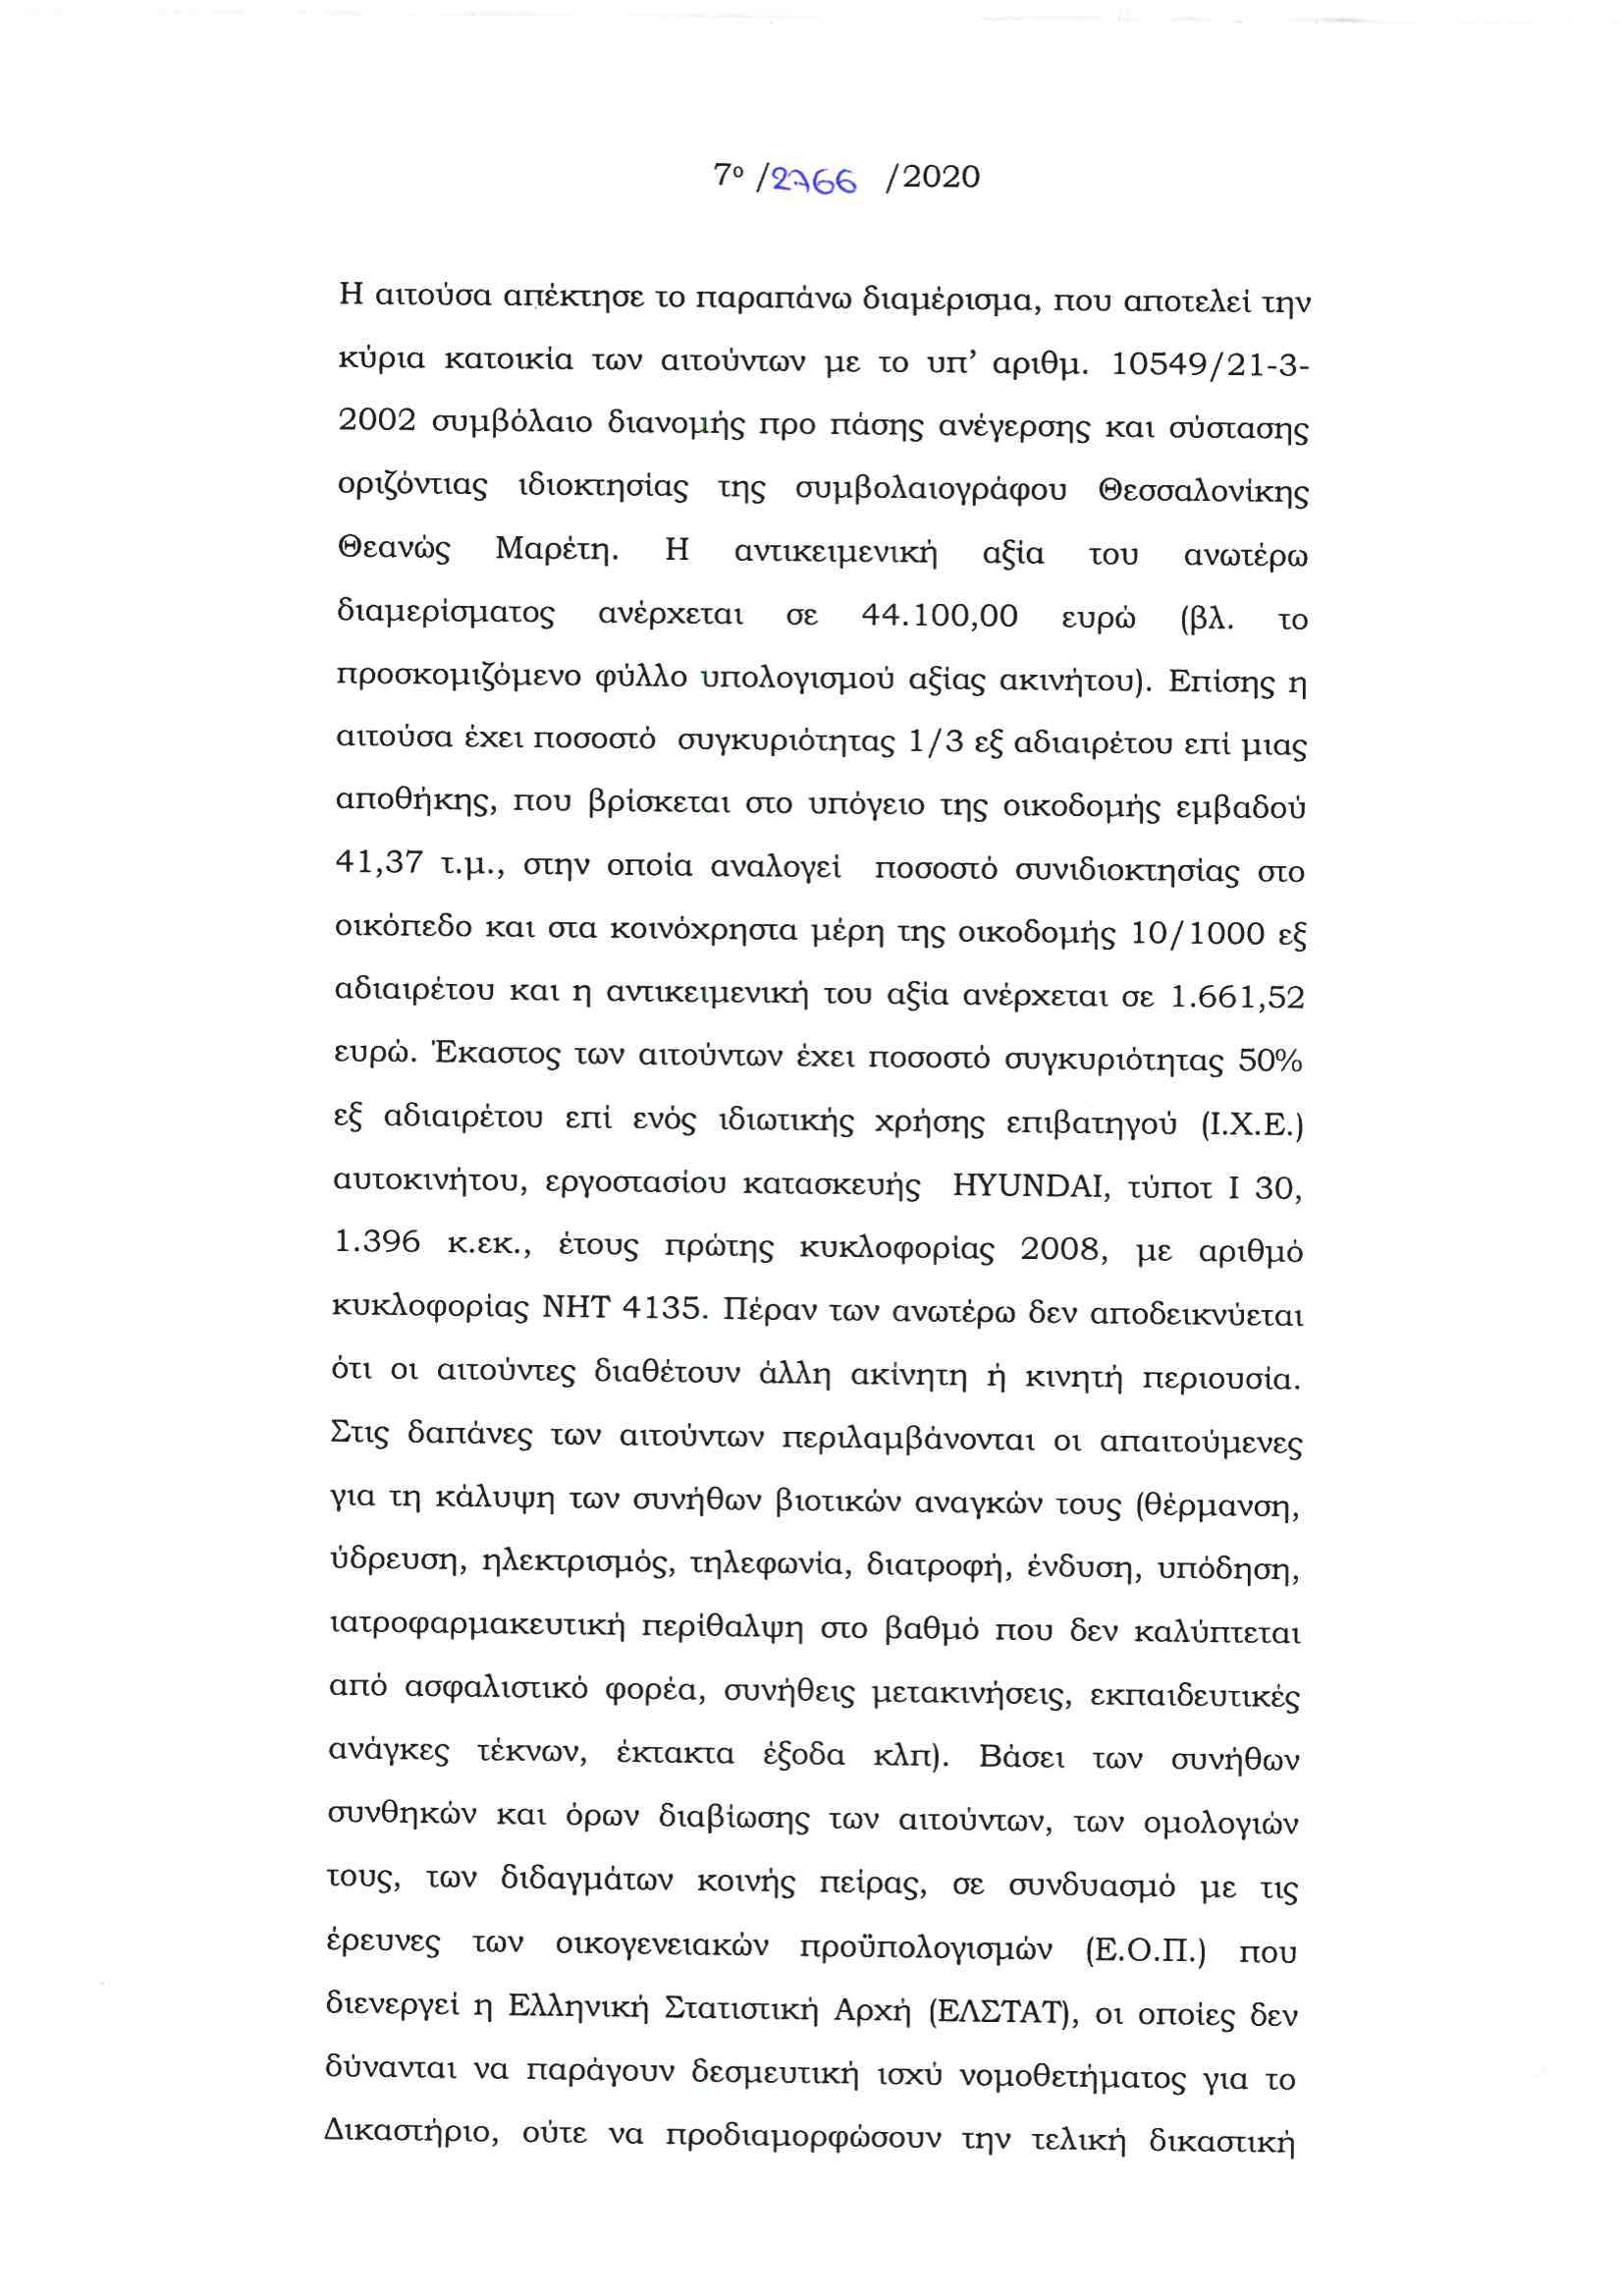 7ο /2766 /2020
Η αιτούσα απέκτησε το παραπάνω διαμέρισμα, που αποτελεί την
κύρια κατοικία των αιτούντων με το υπ’ αριθμ. 10549/21-3-
2002 συμβόλαιο διανομής προ πάσης ανέγερσης και σύστασης
οριζόντιας ιδιοκτησίας της συμβολαιογράφου Θεσσαλονίκης
Θεανώς Μαρέτη. Η αντικειμενική αξία του ανωτέρω
διαμερίσματος ανέρχεται σε 44.100,00 ευρώ (βλ. το
προσκομιζόμενο φύλλο υπολογισμού αξίας ακινήτου). Επίσης η
αιτούσα έχει ποσοστό συγκυριότητας 1/3 εξ αδιαιρέτου επί μιας
αποθήκης, που βρίσκεται στο υπόγειο της οικοδομής εμβαδού
41,37 τ.μ., στην οποία αναλογεί ποσοστό συνιδιοκτησίας στο
οικόπεδο και στα κοινόχρηστα μέρη της οικοδομής 10/1000 εξ
αδιαιρέτου και η αντικειμενική του αξία ανέρχεται σε 1.661,52
ευρώ. Έκαστος των αιτούντων έχει ποσοστό συγκυριότητας 50%
εξ αδιαιρέτου επί ενός ιδιωτικής χρήσης επιβατηγού (Ι.Χ.Ε.)
αυτοκινήτου, εργοστασίου κατασκευής HYUNDAI, τύποτ I 30,
1.396 κ.εκ., έτους πρώτης κυκλοφορίας 2008, με αριθμό
κυκλοφορίας ΝΗΤ 4135. Πέραν των ανωτέρω δεν αποδεικνύεται
ότι οι αιτούντες διαθέτουν άλλη ακίνητη ή κινητή περιουσία.
Στις δαπάνες των αιτούντων περιλαμβάνονται οι απαιτούμενες
για τη κάλυψη των συνήθων βιοτικών αναγκών τους (θέρμανση,
ύδρευση, ηλεκτρισμός, τηλεφωνία, διατροφή, ένδυση, υπόδηση,
ιατροφαρμακευτική περίθαλψη στο βαθμό που δεν καλύπτεται
από ασφαλιστικό φορέα, συνήθεις μετακινήσεις, εκπαιδευτικές
ανάγκες τέκνων, έκτακτα έξοδα κλπ). Βάσει των συνήθων
συνθηκών και όρων διαβίωσης των αιτούντων, των ομολογιών
τους, των διδαγμάτων κοινής πείρας, σε συνδυασμό με τις
έρευνες των οικογενειακών προϋπολογισμών (Ε.Ο.Π.) που
διενεργεί η Ελληνική Στατιστική Αρχή (ΕΛΣΤΑΤ), οι οποίες δεν
δύνανται να παράγουν δεσμευτική ισχύ νομοθετήματος για το
Δικαστήριο, ούτε να προδιαμορφώσουν την τελική δικαστική